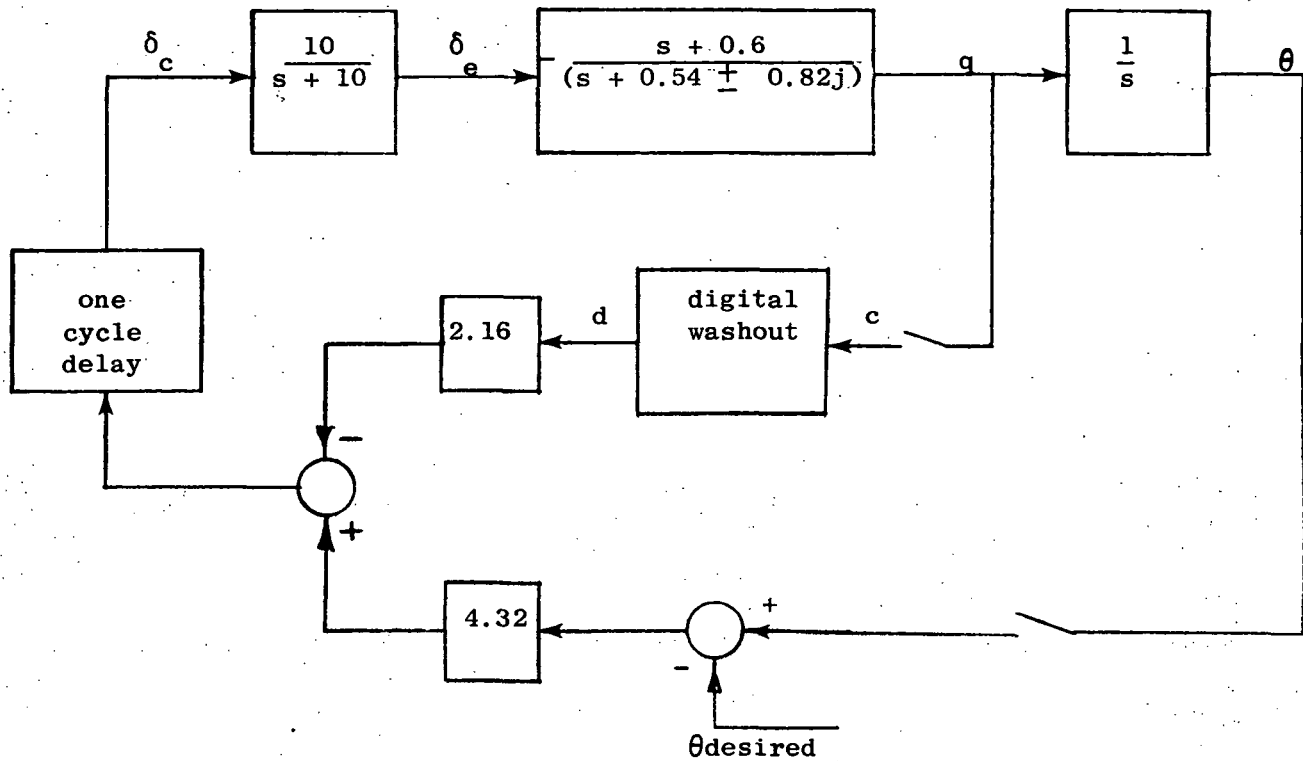 δc
10
s + 10
δe
- s + 0.6
(s + 0.54 ± 0.82j)
q
1
s
θ
one
cycle
delay
2.16
d
digital
washout
c
-
+
4.32
+
-
θdesired